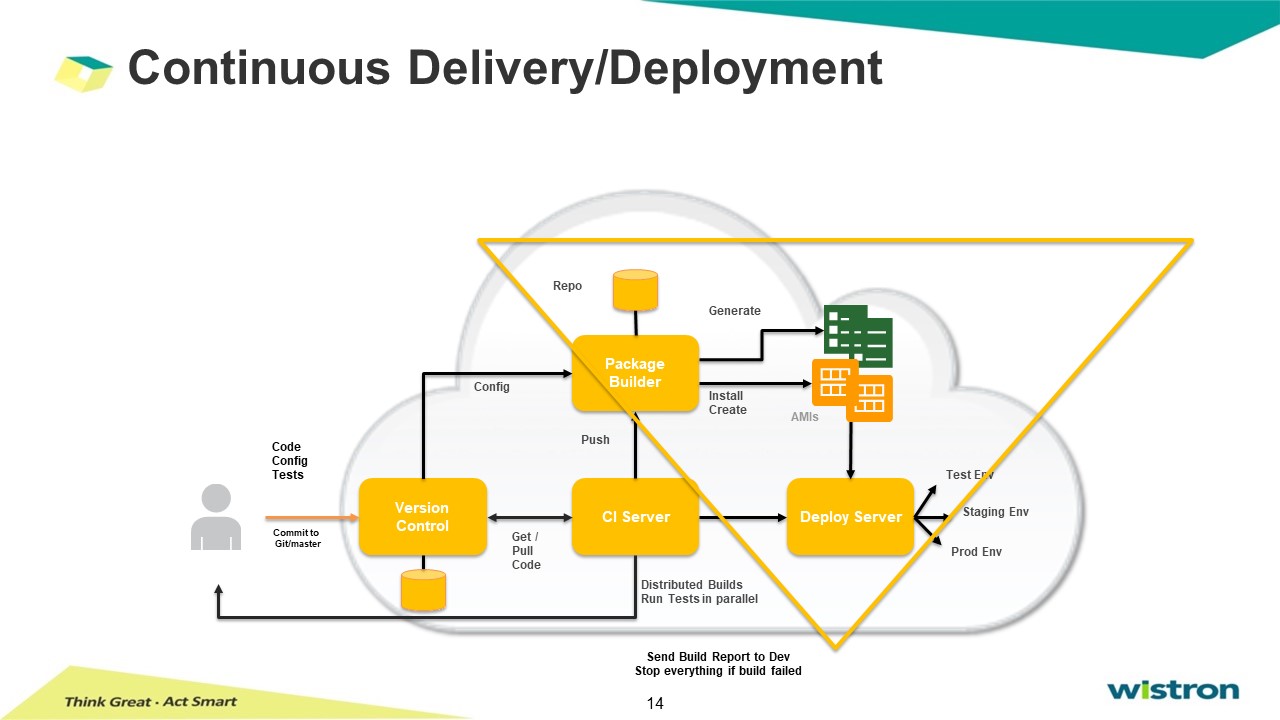 Continuous Delivery/Deployment
Repo
Generate
Package
Builder
Config
Install
Create
AMIs
Push
Code
Config
Tests
Test Env
Version
Control
CI Server
Deploy Server
Staging Env
Commit to
Git/master
Get /
Pull
Code
Prod Env
Distributed Builds
Run Tests in parallel
Send Build Report to Dev
Stop everything if build failed
Think Great · Act Smart
14
wistron